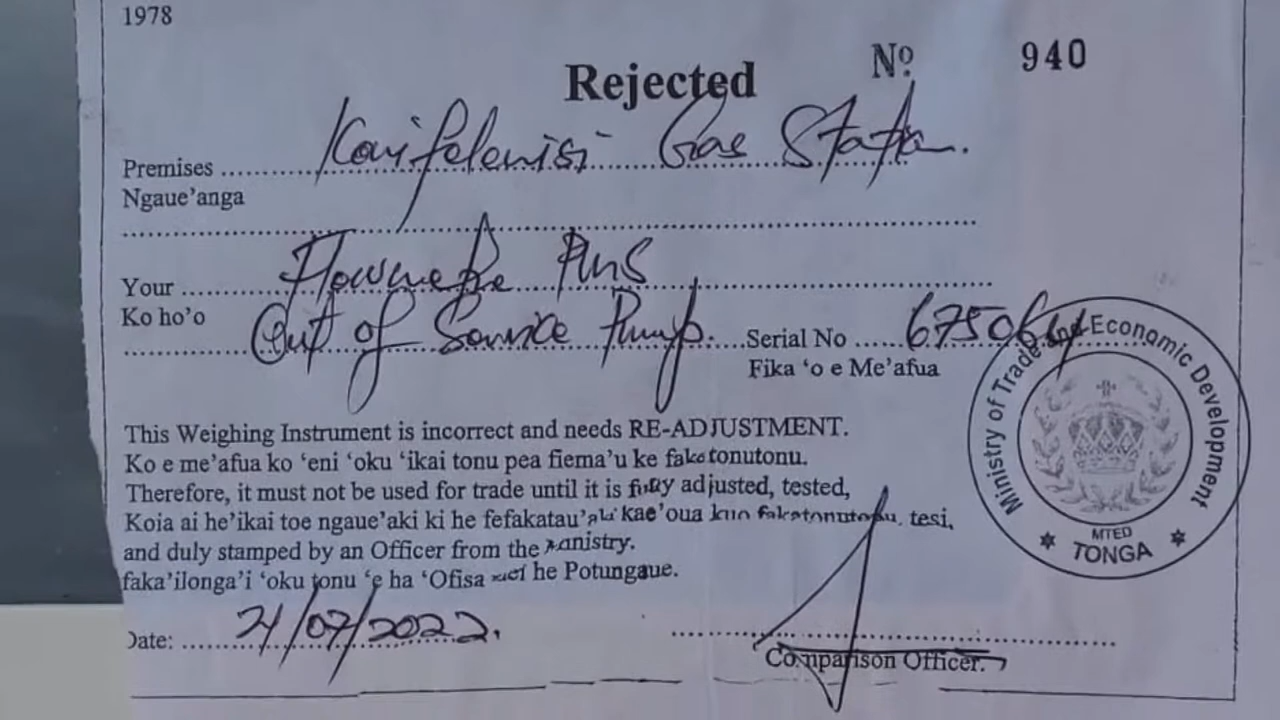 1978
Rejected
Nº 940
Premises Kaifelenisi Gas Station.
Ngaue'anga
Your
Ko ho'o
Out of Service Pump. Serial No
Fika 'o e Me'afua
This Weighing Instrument is incorrect and needs RE-ADJUSTMENT.
Ko e me'afua ko 'eni 'oku 'ikai tonu pea fiema'u ke fakatonutonu.
Therefore, it must not be used for trade until it is fully adjusted, tested,
Koia ai he'ikai toe ngaue'aki ki he fefakatau'aki kae'oua kuo fakatonutonu, tesi,
and duly stamped by an Officer from the Ministry.
faka'ilonga'i 'oku tonu 'e ha 'Ofisa mei he Potungaue.
Date: 21/07/2022.
Comparison Officer.
Ministry of Trade and Economic Development
MTED
TONGA